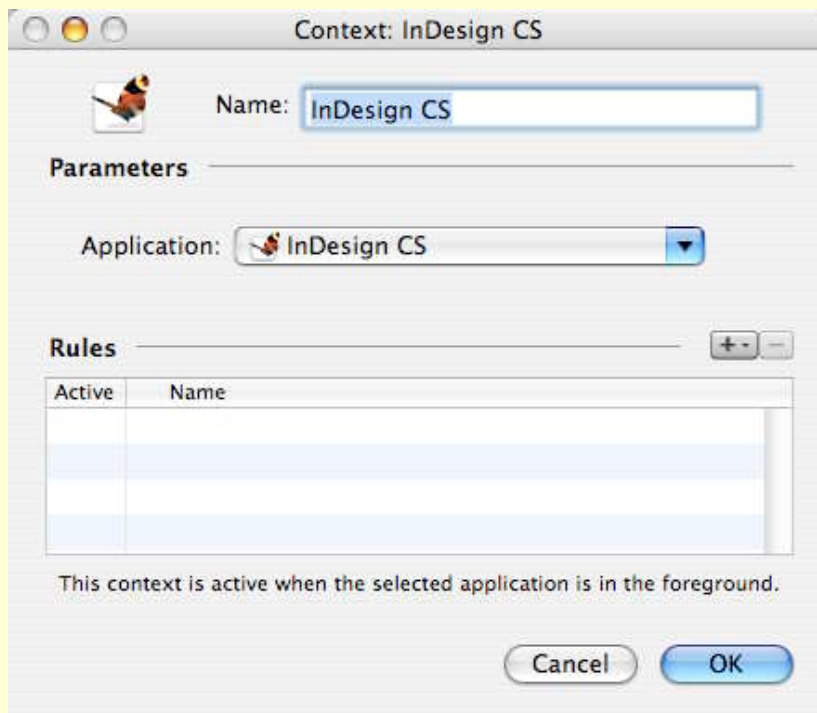 Context: InDesign CS
Name: InDesign CS
Parameters
Application: InDesign CS
Rules
Active Name
This context is active when the selected application is in the foreground.
Cancel OK